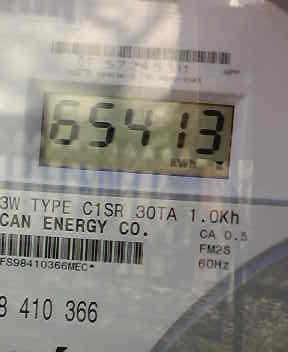 65413
KWh
3W TYPE C1SR 30TA 1.0Kh
CAN ENERGY CO.
CA 0.5
FM2S
60Hz
FS98410366MEC*
8 410 366